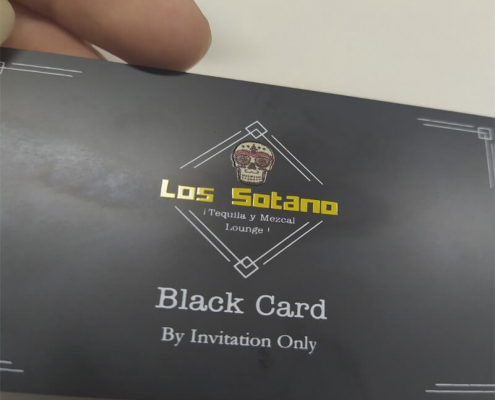 Los Sotano
¡ Tequila y Mezcal
Lounge !
Black Card
By Invitation Only